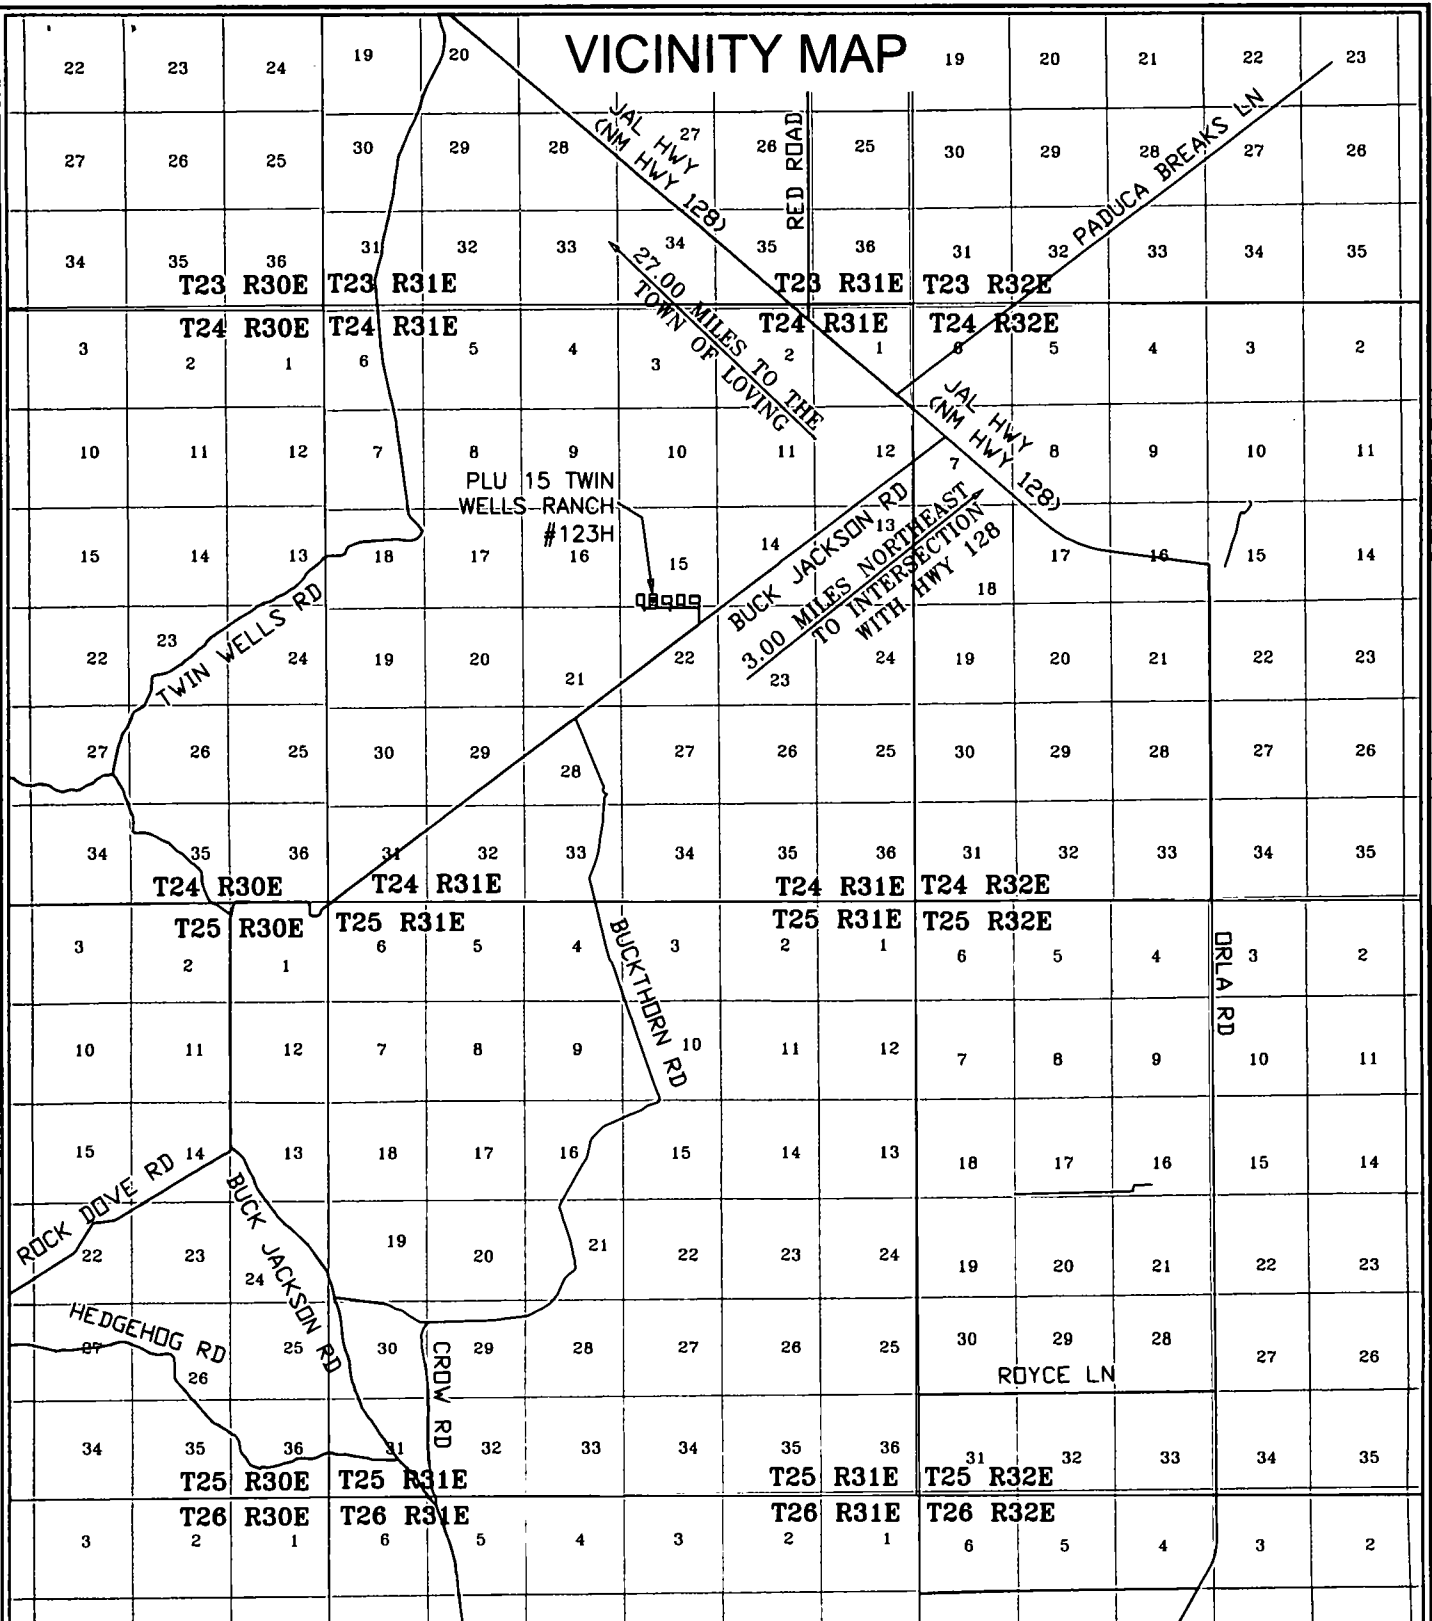 VICINITY MAP
22 23 24 19 20 19 20 21 22 23
JAL HWY
(NM HWY 128)
RED ROAD
PADUCA BREAKS LN
27 26 25 30 29 28 27 26 25 30 29 28 27 26
34 35 36 31 32 33 34 35 36 31 32 33 34 35
T23 R30E T23 R31E T23 R31E T23 R32E
27.00 MILES TO THE
TOWN OF LOVING
T24 R30E T24 R31E T24 R31E T24 R32E
3 2 1 6 5 4 3 2 1 6 5 4 3 2
JAL HWY
(NM HWY 128)
10 11 12 7 8 9 10 11 12 7 8 9 10 11
PLU 15 TWIN
WELLS RANCH
#123H
BUCK JACKSON RD
3.00 MILES NORTHEAST
TO INTERSECTION
WITH HWY 128
15 14 13 18 17 16 15 14 13 18 17 16 15 14
TWIN WELLS RD
22 23 24 19 20 21 22 23 24 19 20 21 22 23
27 26 25 30 29 28 27 26 25 30 29 28 27 26
34 35 36 31 32 33 34 35 36 31 32 33 34 35
T24 R30E T24 R31E T24 R31E T24 R32E
T25 R30E T25 R31E T25 R31E T25 R32E
3 2 1 6 5 4 3 2 1 6 5 4 3 2
BUCKTHORN RD
ORLA RD
10 11 12 7 8 9 10 11 12 7 8 9 10 11
15 14 13 18 17 16 15 14 13 18 17 16 15 14
ROCK DOVE RD
BUCK JACKSON RD
22 23 24 19 20 21 22 23 24 19 20 21 22 23
HEDGEHOG RD
27 26 25 30 29 28 27 26 25 30 29 28 27 26
CROW RD
ROYCE LN
34 35 36 31 32 33 34 35 36 31 32 33 34 35
T25 R30E T25 R31E T25 R31E T25 R32E
T26 R30E T26 R31E T26 R31E T26 R32E
3 2 1 6 5 4 3 2 1 6 5 4 3 2